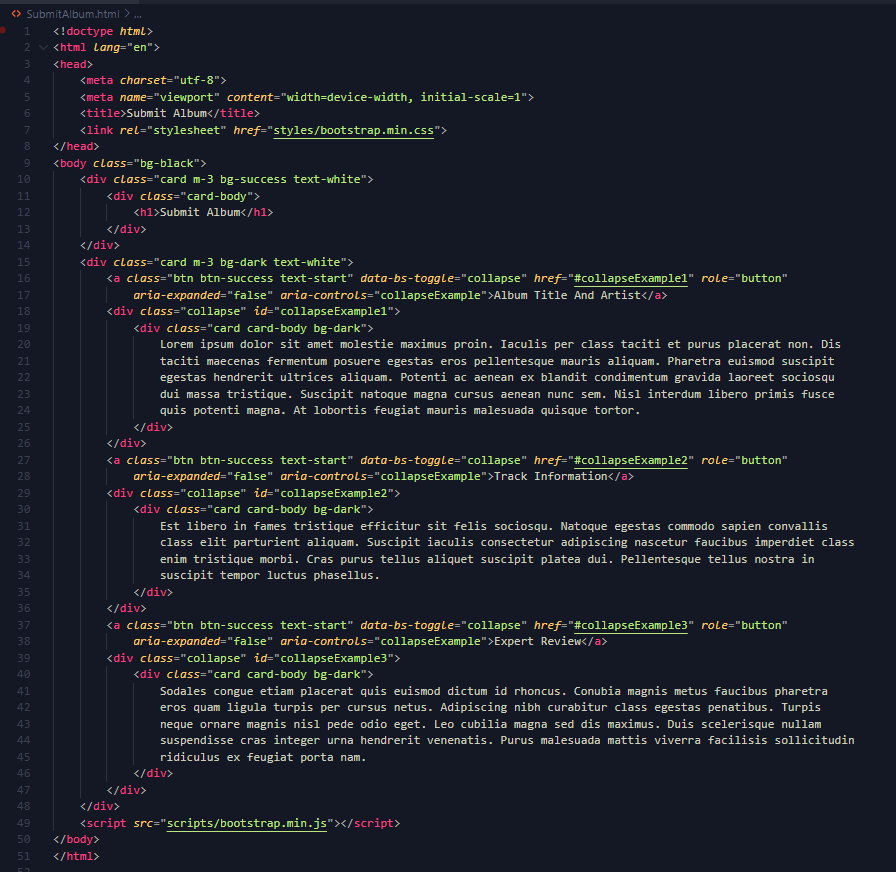 <> SubmitAlbum.html > ...
1 <!doctype html>
2 <html lang="en">
3 <head>
4 <meta charset="utf-8">
5 <meta name="viewport" content="width=device-width, initial-scale=1">
6 <title>Submit Album</title>
7 <link rel="stylesheet" href="styles/bootstrap.min.css">
8 </head>
9 <body class="bg-black">
10 <div class="card m-3 bg-success text-white">
11 <div class="card-body">
12 <h1>Submit Album</h1>
13 </div>
14 </div>
15 <div class="card m-3 bg-dark text-white">
16 <a class="btn btn-success text-start" data-bs-toggle="collapse" href="#collapseExample1" role="button"
17 aria-expanded="false" aria-controls="collapseExample">Album Title And Artist</a>
18 <div class="collapse" id="collapseExample1">
19 <div class="card card-body bg-dark">
20 Lorem ipsum dolor sit amet molestie maximus proin. Iaculis per class taciti et purus placerat non. Dis
21 taciti maecenas fermentum posuere egestas eros pellentesque mauris aliquam. Pharetra euismod suscipit
22 egestas hendrerit ultrices aliquam. Potenti ac aenean ex blandit condimentum gravida laoreet sociosqu
23 dui massa tristique. Suscipit natoque magna cursus aenean nunc sem. Nisl interdum libero primis fusce
24 quis potenti magna. At lobortis feugiat mauris malesuada quisque tortor.
25 </div>
26 </div>
27 <a class="btn btn-success text-start" data-bs-toggle="collapse" href="#collapseExample2" role="button"
28 aria-expanded="false" aria-controls="collapseExample">Track Information</a>
29 <div class="collapse" id="collapseExample2">
30 <div class="card card-body bg-dark">
31 Est libero in fames tristique efficitur sit felis sociosqu. Natoque egestas commodo sapien convallis
32 class elit parturient aliquam. Suscipit iaculis consectetur adipiscing nascetur faucibus imperdiet class
33 enim tristique morbi. Cras purus tellus aliquet suscipit platea dui. Pellentesque tellus nostra in
34 suscipit tempor luctus phasellus.
35 </div>
36 </div>
37 <a class="btn btn-success text-start" data-bs-toggle="collapse" href="#collapseExample3" role="button"
38 aria-expanded="false" aria-controls="collapseExample">Expert Review</a>
39 <div class="collapse" id="collapseExample3">
40 <div class="card card-body bg-dark">
41 Sodales congue etiam placerat quis euismod dictum id rhoncus. Conubia magnis metus faucibus pharetra
42 eros quam ligula turpis per cursus netus. Adipiscing nibh curabitur class egestas penatibus. Turpis
43 neque ornare magnis nisl pede odio eget. Leo cubilia magna sed dis maximus. Duis scelerisque nullam
44 suspendisse cras integer urna hendrerit venenatis. Purus malesuada mattis viverra facilisis sollicitudin
45 ridiculus ex feugiat porta nam.
46 </div>
47 </div>
48 </div>
49 <script src="scripts/bootstrap.min.js"></script>
50 </body>
51 </html>